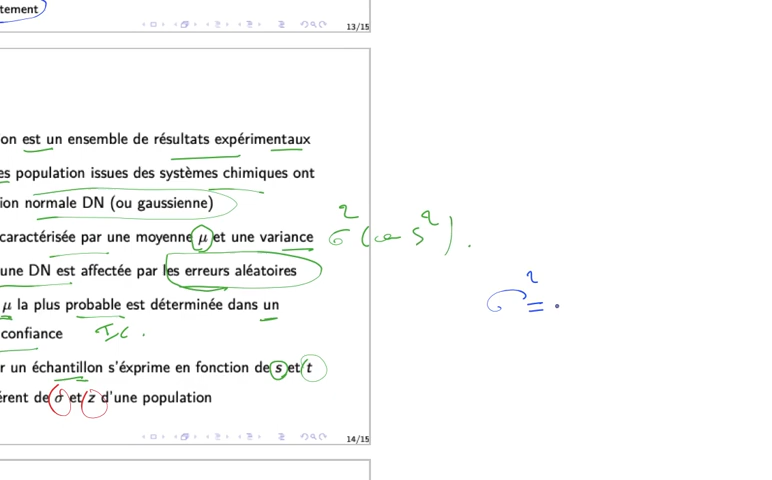 tement
13/15
on est un ensemble de résultats expérimentaux
es population issues des systèmes chimiques ont
ion normale DN (ou gaussienne)
caractérisée par une moyenne μ et une variance σ² ( s²).
une DN est affectée par les erreurs aléatoires
σ² =
μ la plus probable est déterminée dans un
confiance IC.
r un échantillon s'éxprime en fonction de s et t
érent de σ et z d'une population
14/15